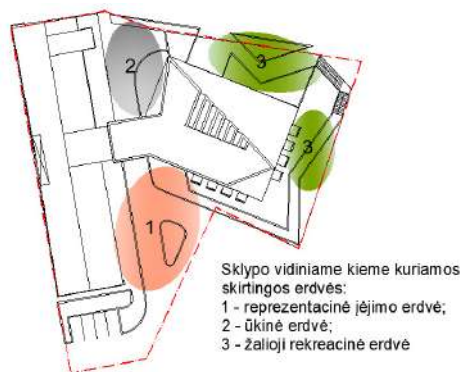 2
3
3
1
Sklypo vidiniame kieme kuriamos
skirtingos erdvės:
1 - reprezentacinė įėjimo erdvė;
2 - ūkinė erdvė;
3 - žalioji rekreacinė erdvė